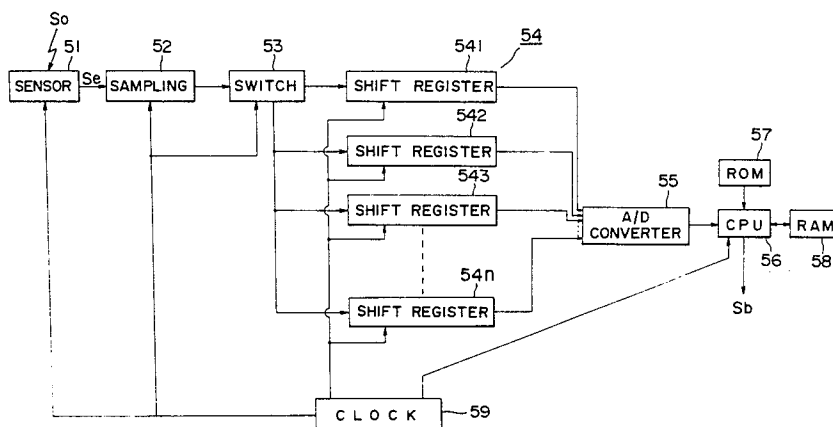 So
51
Se
52
53
541
54
SENSOR
SAMPLING
SWITCH
SHIFT REGISTER
542
SHIFT REGISTER
543
SHIFT REGISTER
54n
SHIFT REGISTER
55
A/D
CONVERTER
57
ROM
CPU
56
RAM
58
Sb
CLOCK
59